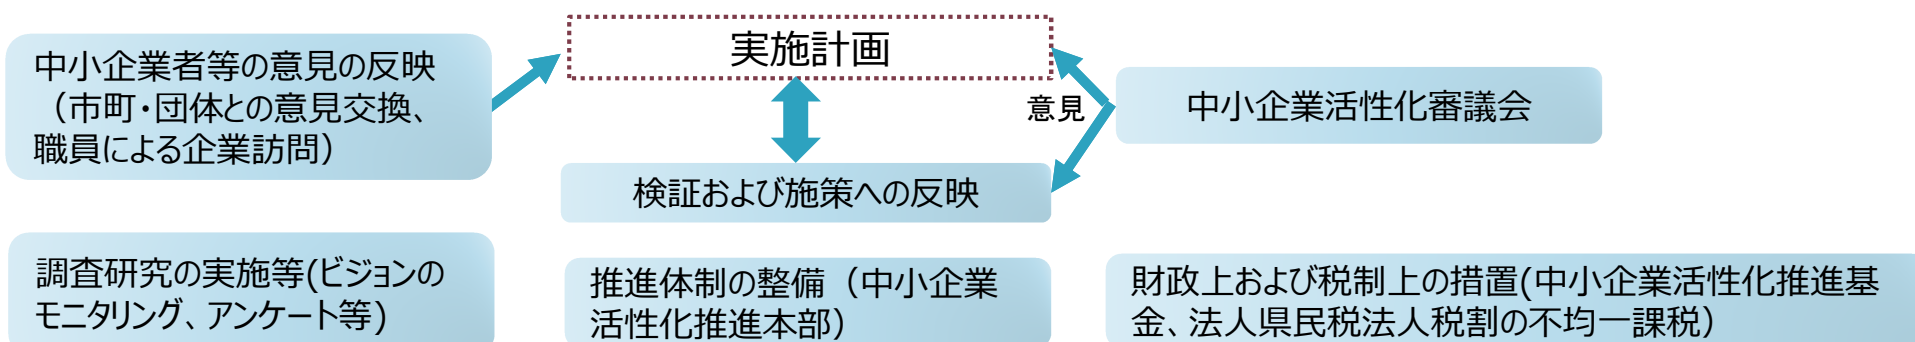 実施計画
中小企業者等の意見の反映
（市町・団体との意見交換、
職員による企業訪問）
意見
中小企業活性化審議会
検証および施策への反映
調査研究の実施等(ビジョンの
モニタリング、アンケート等)
推進体制の整備（中小企業
活性化推進本部）
財政上および税制上の措置(中小企業活性化推進基
金、法人県民税法人税割の不均一課税）